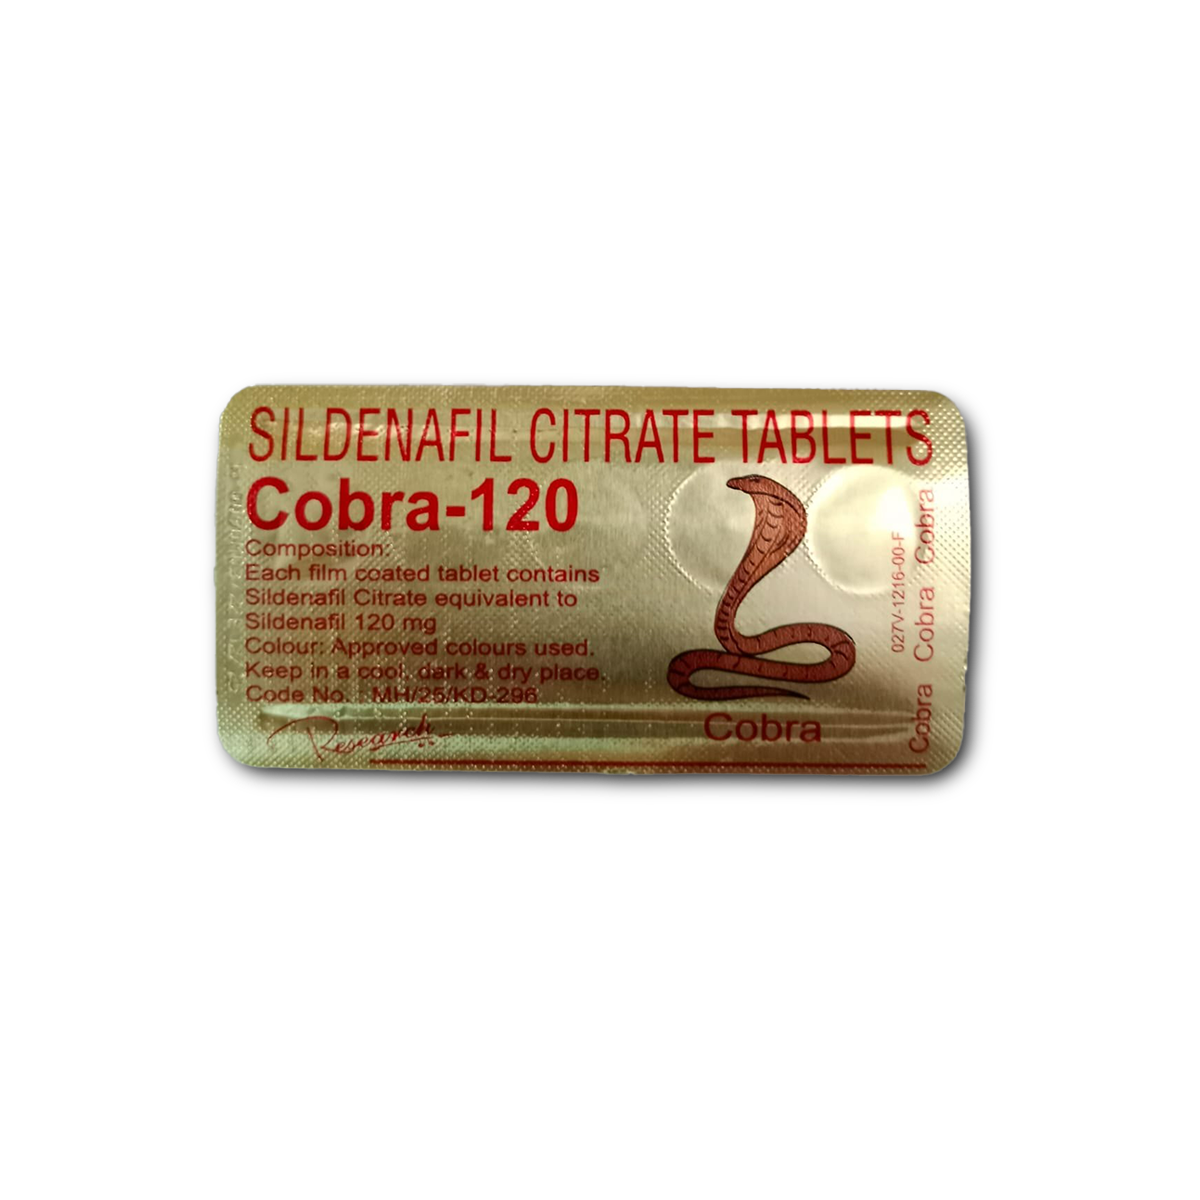 SILDENAFIL CITRATE TABLETS
Cobra-120
Composition:
Each film coated tablet contains
Sildenafil Citrate equivalent to
Sildenafil 120 mg
Colour: Approved colours used.
Keep in a cool, dark & dry place.
Code No. : MH/25/KD-296
Research
Cobra
027V-1216-00-F
Cobra Cobra Cobra